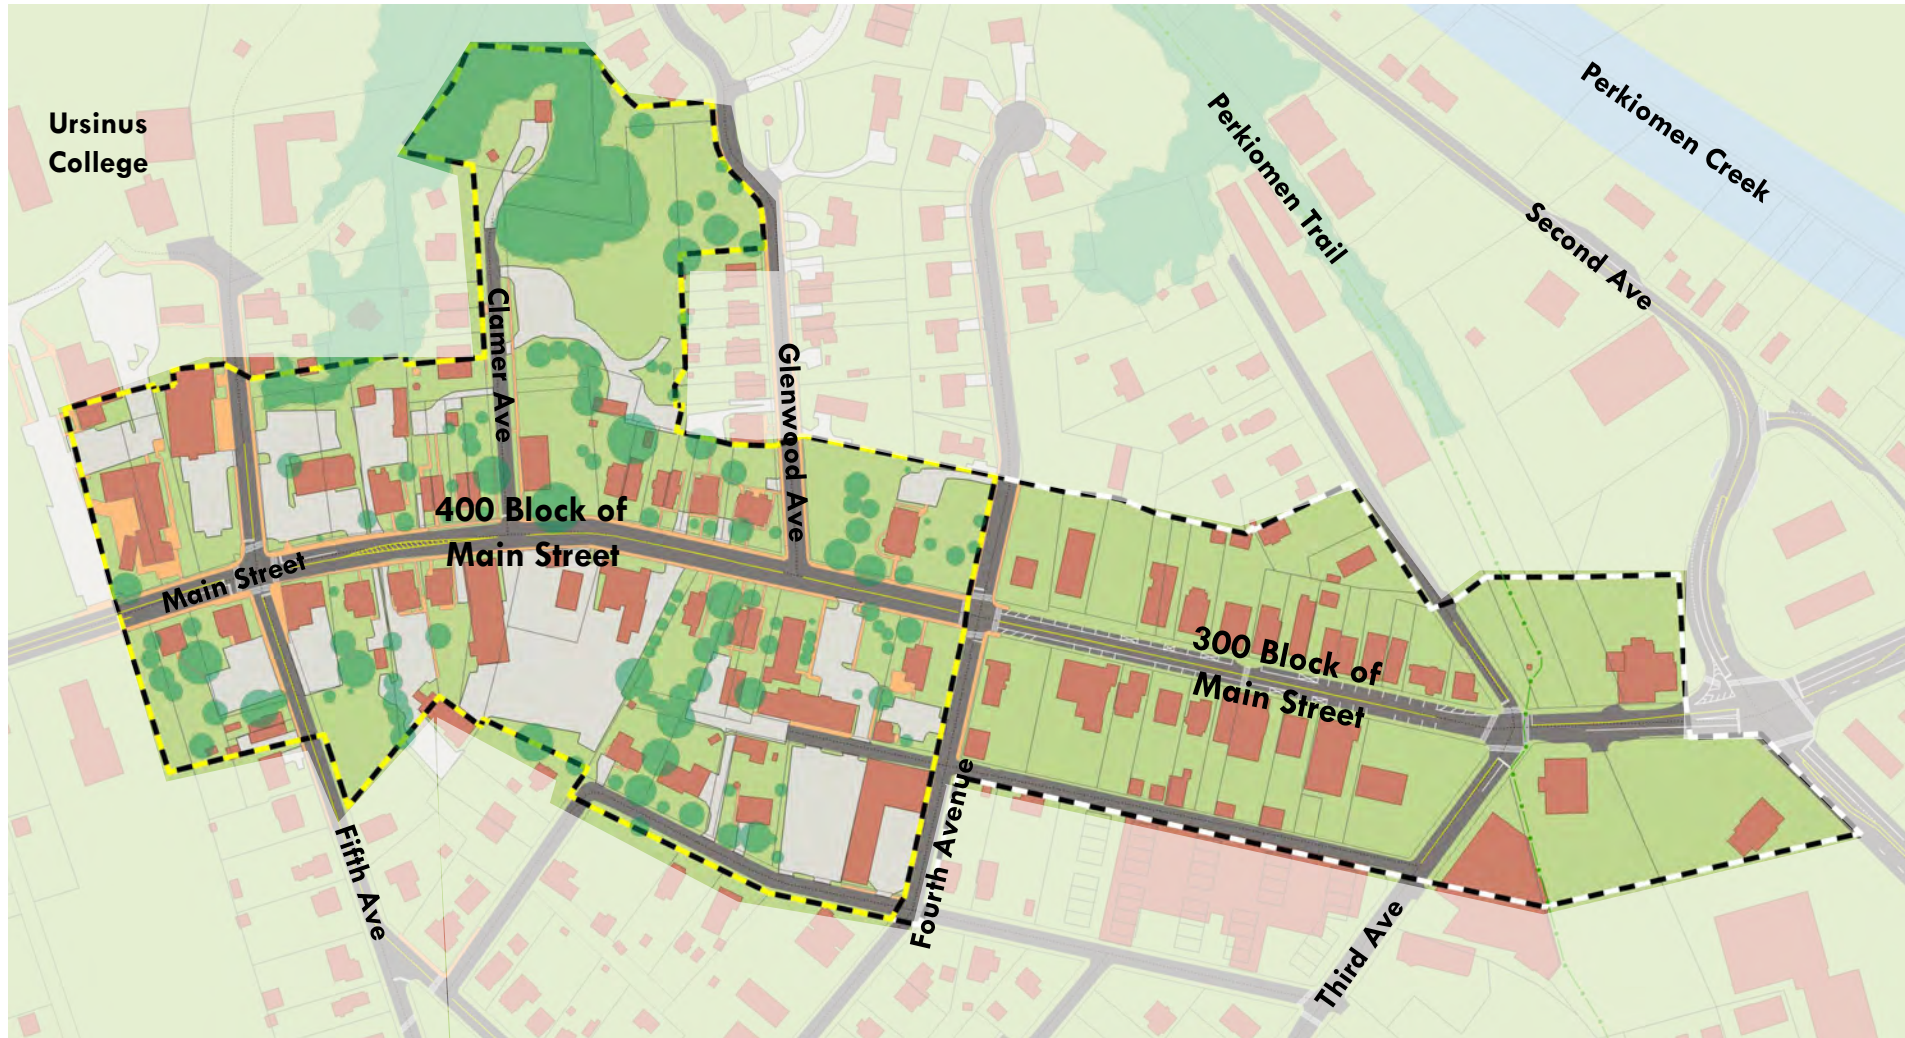 Ursinus
College
Perkiomen Creek
Perkiomen Trail
Second Ave
Clamer Ave
Glenwood Ave
400 Block of
Main Street
Main Street
300 Block of
Main Street
Fifth Ave
Fourth Avenue
Third Ave